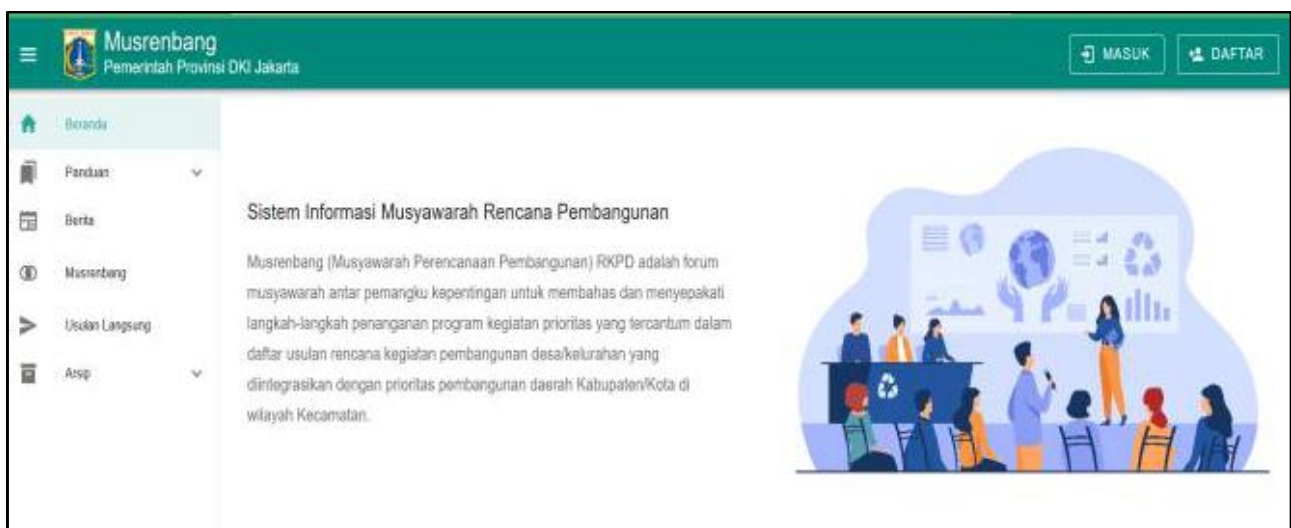 Musrenbang
Pemerintah Provinsi DKI Jakarta
MASUK
DAFTAR
Beranda
Panduan
Berita
Musrenbang
Usulan Langsung
Arsip
Sistem Informasi Musyawarah Rencana Pembangunan
Musrenbang (Musyawarah Perencanaan Pembangunan) RKPD adalah forum
musyawarah antar pemangku kepentingan untuk membahas dan menyepakati
langkah-langkah penanganan program kegiatan prioritas yang tercantum dalam
daftar usulan rencana kegiatan pembangunan desa/kelurahan yang
diintegrasikan dengan prioritas pembangunan daerah Kabupaten/Kota di
wilayah Kecamatan.